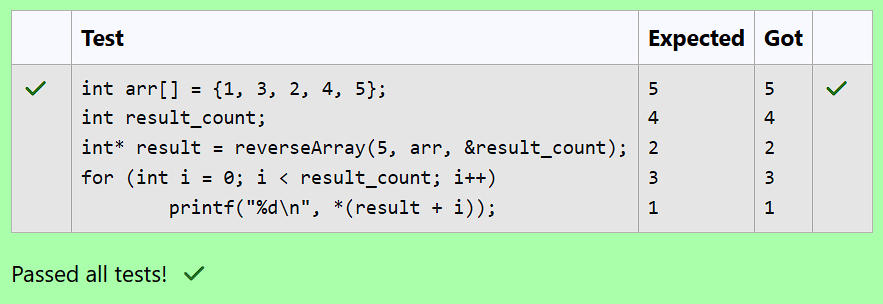 Test Expected Got
int arr[] = {1, 3, 2, 4, 5}; 5 5
int result_count; 4 4
int* result = reverseArray(5, arr, &result_count); 2 2
for (int i = 0; i < result_count; i++) 3 3
printf("%d\n", *(result + i)); 1 1
Passed all tests!